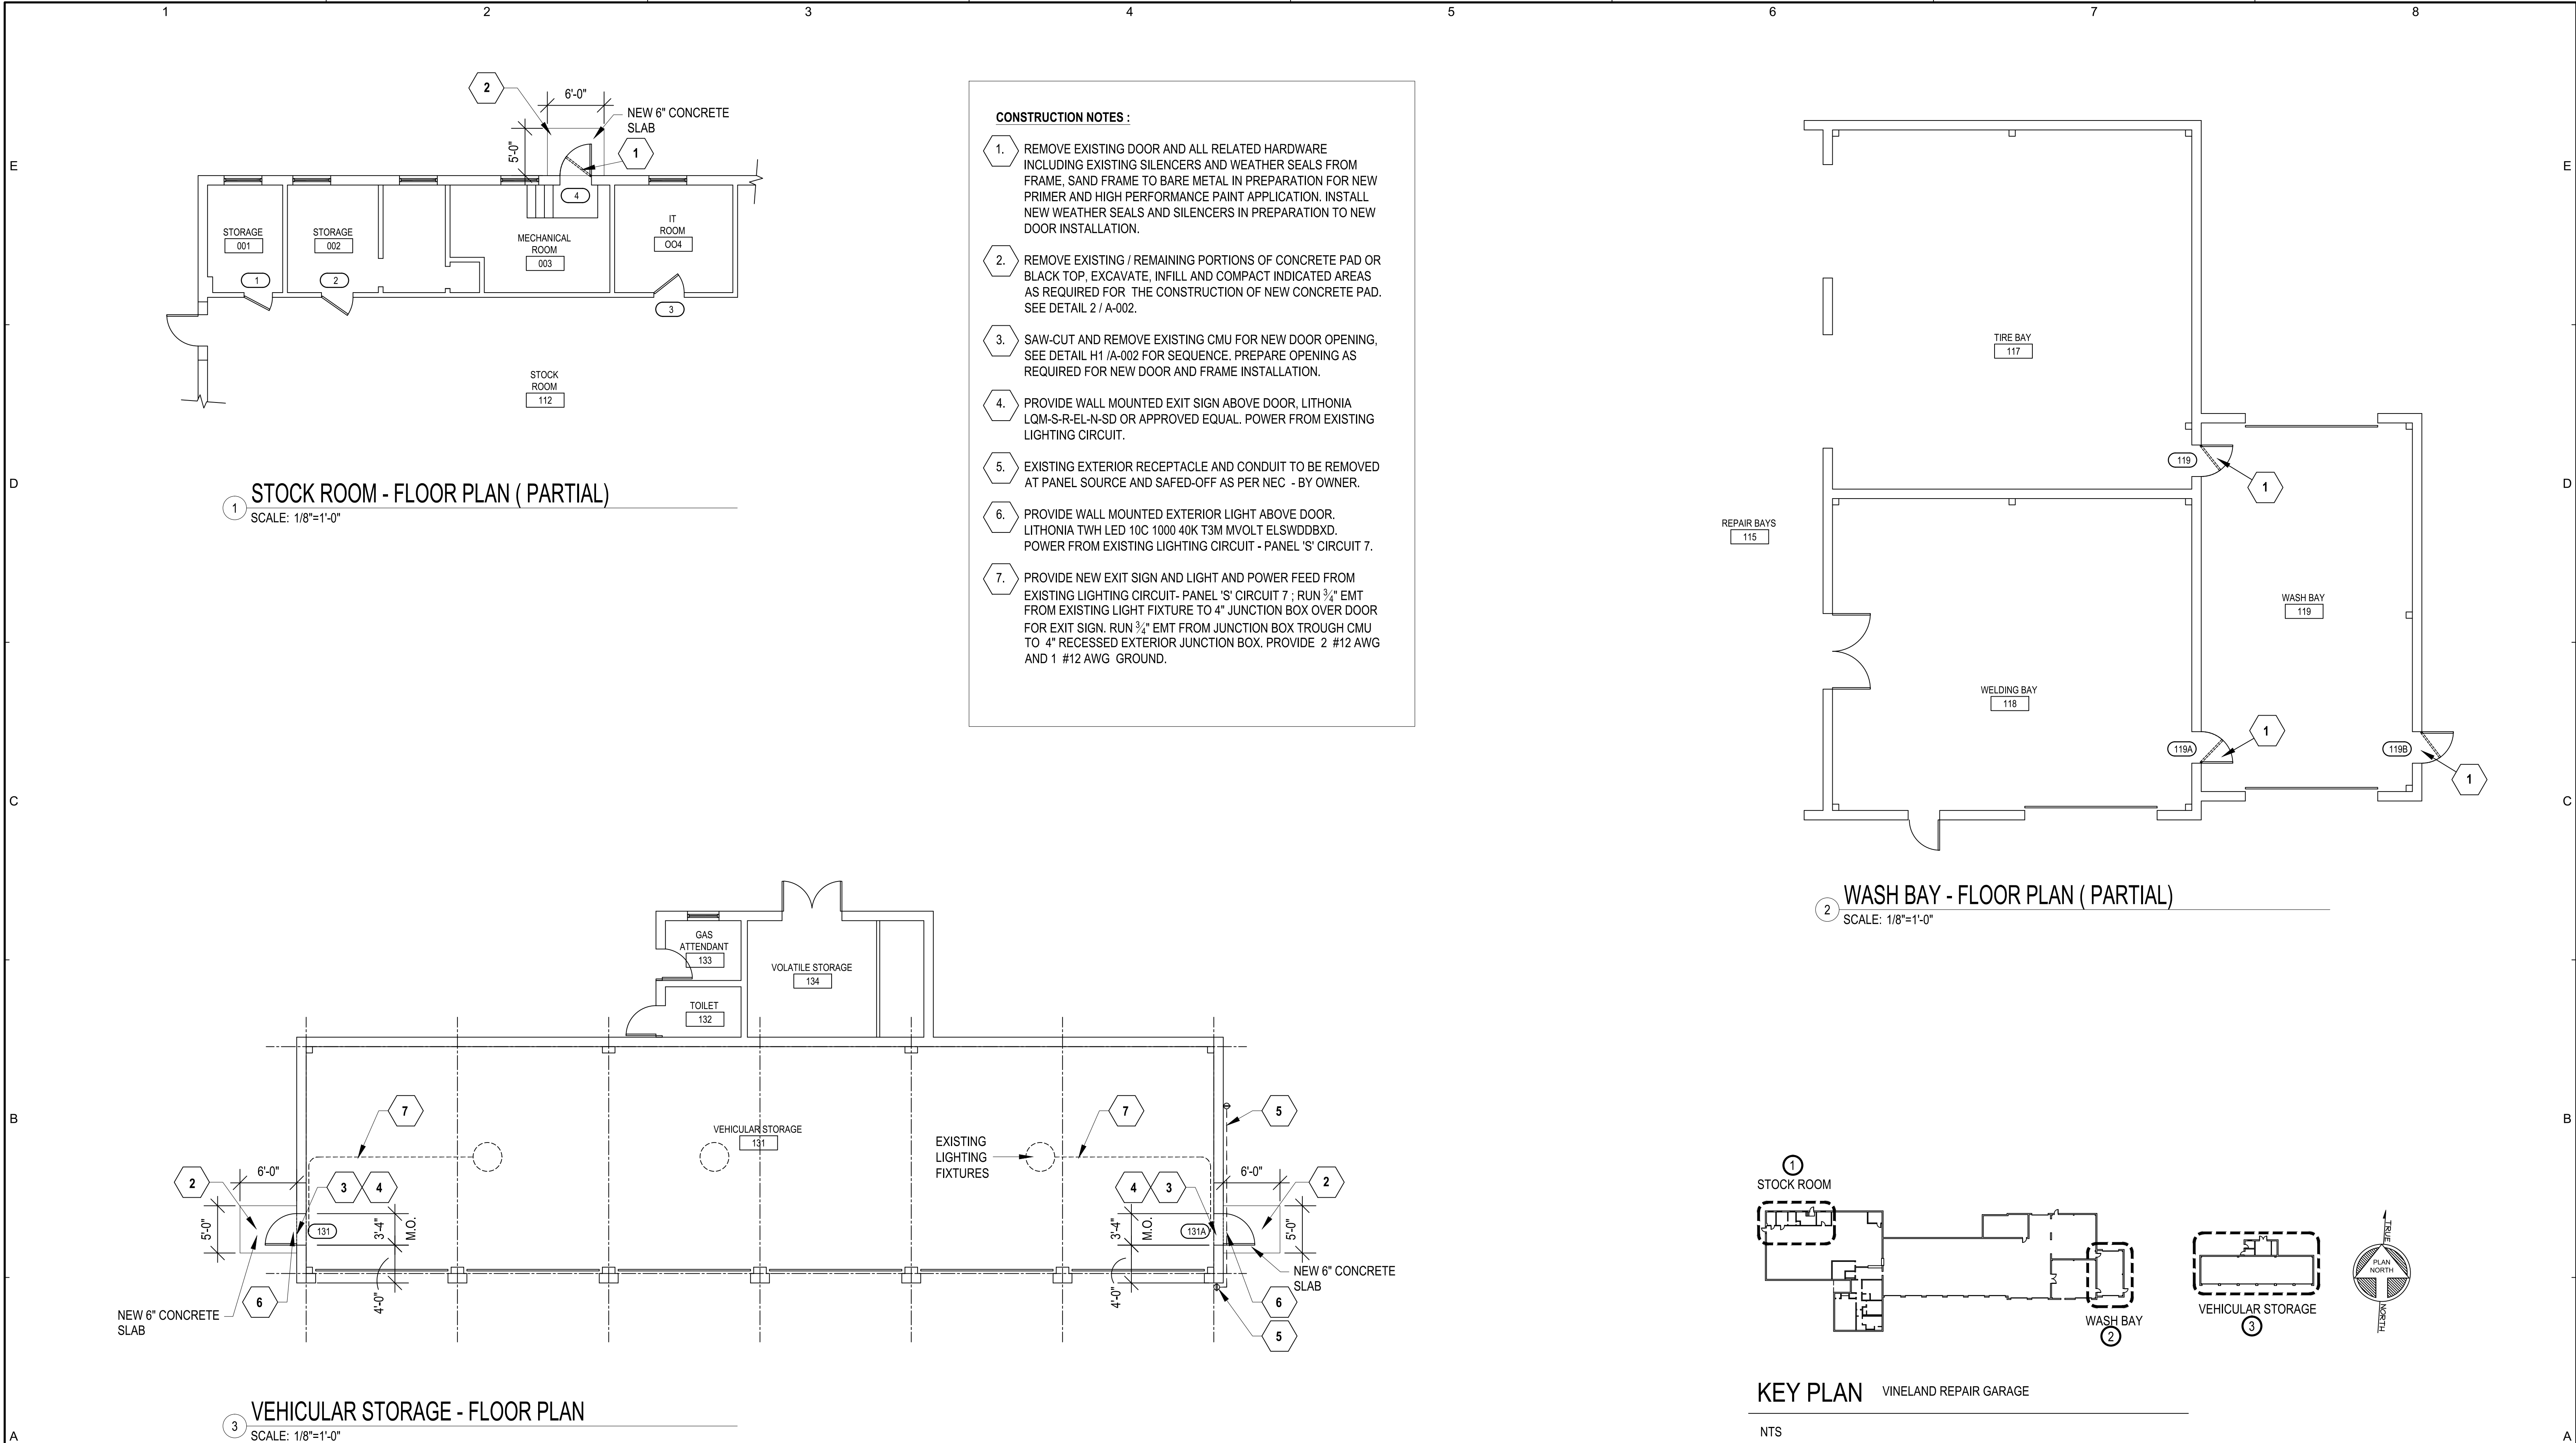 1 2 3 4 5 6 7 8
E E
D D
C C
B B
A A
2
6'-0"
NEW 6" CONCRETE
SLAB
5'-0"
1
4
STORAGE
001
STORAGE
002
MECHANICAL
ROOM
003
IT
ROOM
OO4
1
2
3
STOCK
ROOM
112
1
STOCK ROOM - FLOOR PLAN ( PARTIAL)
SCALE: 1/8"=1'-0"
CONSTRUCTION NOTES :
1. REMOVE EXISTING DOOR AND ALL RELATED HARDWARE
INCLUDING EXISTING SILENCERS AND WEATHER SEALS FROM
FRAME, SAND FRAME TO BARE METAL IN PREPARATION FOR NEW
PRIMER AND HIGH PERFORMANCE PAINT APPLICATION. INSTALL
NEW WEATHER SEALS AND SILENCERS IN PREPARATION TO NEW
DOOR INSTALLATION.
2. REMOVE EXISTING / REMAINING PORTIONS OF CONCRETE PAD OR
BLACK TOP, EXCAVATE, INFILL AND COMPACT INDICATED AREAS
AS REQUIRED FOR THE CONSTRUCTION OF NEW CONCRETE PAD.
SEE DETAIL 2 / A-002.
3. SAW-CUT AND REMOVE EXISTING CMU FOR NEW DOOR OPENING,
SEE DETAIL H1 /A-002 FOR SEQUENCE. PREPARE OPENING AS
REQUIRED FOR NEW DOOR AND FRAME INSTALLATION.
4. PROVIDE WALL MOUNTED EXIT SIGN ABOVE DOOR, LITHONIA
LQM-S-R-EL-N-SD OR APPROVED EQUAL. POWER FROM EXISTING
LIGHTING CIRCUIT.
5. EXISTING EXTERIOR RECEPTACLE AND CONDUIT TO BE REMOVED
AT PANEL SOURCE AND SAFED-OFF AS PER NEC - BY OWNER.
6. PROVIDE WALL MOUNTED EXTERIOR LIGHT ABOVE DOOR.
LITHONIA TWH LED 10C 1000 40K T3M MVOLT ELSWDDBXD.
POWER FROM EXISTING LIGHTING CIRCUIT - PANEL 'S' CIRCUIT 7.
7. PROVIDE NEW EXIT SIGN AND LIGHT AND POWER FEED FROM
EXISTING LIGHTING CIRCUIT- PANEL 'S' CIRCUIT 7 ; RUN 3/4" EMT
FROM EXISTING LIGHT FIXTURE TO 4" JUNCTION BOX OVER DOOR
FOR EXIT SIGN. RUN 3/4" EMT FROM JUNCTION BOX TROUGH CMU
TO 4" RECESSED EXTERIOR JUNCTION BOX. PROVIDE 2 #12 AWG
AND 1 #12 AWG GROUND.
TIRE BAY
117
119
1
REPAIR BAYS
115
WASH BAY
119
WELDING BAY
118
119A
1
119B
1
2
WASH BAY - FLOOR PLAN ( PARTIAL)
SCALE: 1/8"=1'-0"
GAS
ATTENDANT
133
VOLATILE STORAGE
134
TOILET
132
7
VEHICULAR STORAGE
131
EXISTING
LIGHTING
FIXTURES
7
5
2
6'-0"
3 4
5'-0"
131
3'-4"
M.O.
4'-0"
6
NEW 6" CONCRETE
SLAB
4 3
6'-0"
2
3'-4"
M.O.
131A
5'-0"
4'-0"
NEW 6" CONCRETE
SLAB
6
5
3
VEHICULAR STORAGE - FLOOR PLAN
SCALE: 1/8"=1'-0"
1
STOCK ROOM
WASH BAY
2
VEHICULAR STORAGE
3
TRUE
PLAN
NORTH
NORTH
KEY PLAN VINELAND REPAIR GARAGE
NTS